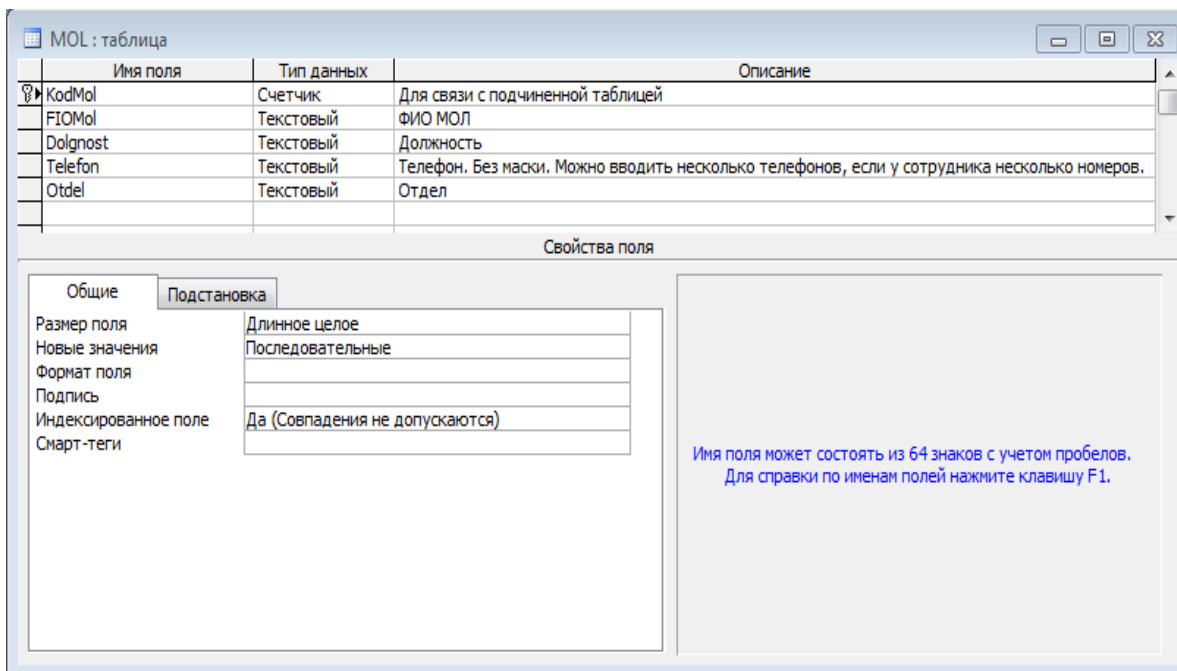 MOL : таблица
Имя поля Тип данных Описание
KodMol Счетчик Для связи с подчиненной таблицей
FIOMol Текстовый ФИО МОЛ
Dolgnost Текстовый Должность
Telefon Текстовый Телефон. Без маски. Можно вводить несколько телефонов, если у сотрудника несколько номеров.
Otdel Текстовый Отдел
Свойства поля
Общие Подстановка
Размер поля Длинное целое
Новые значения Последовательные
Формат поля
Подпись
Индексированное поле Да (Совпадения не допускаются)
Смарт-теги
Имя поля может состоять из 64 знаков с учетом пробелов.
Для справки по именам полей нажмите клавишу F1.